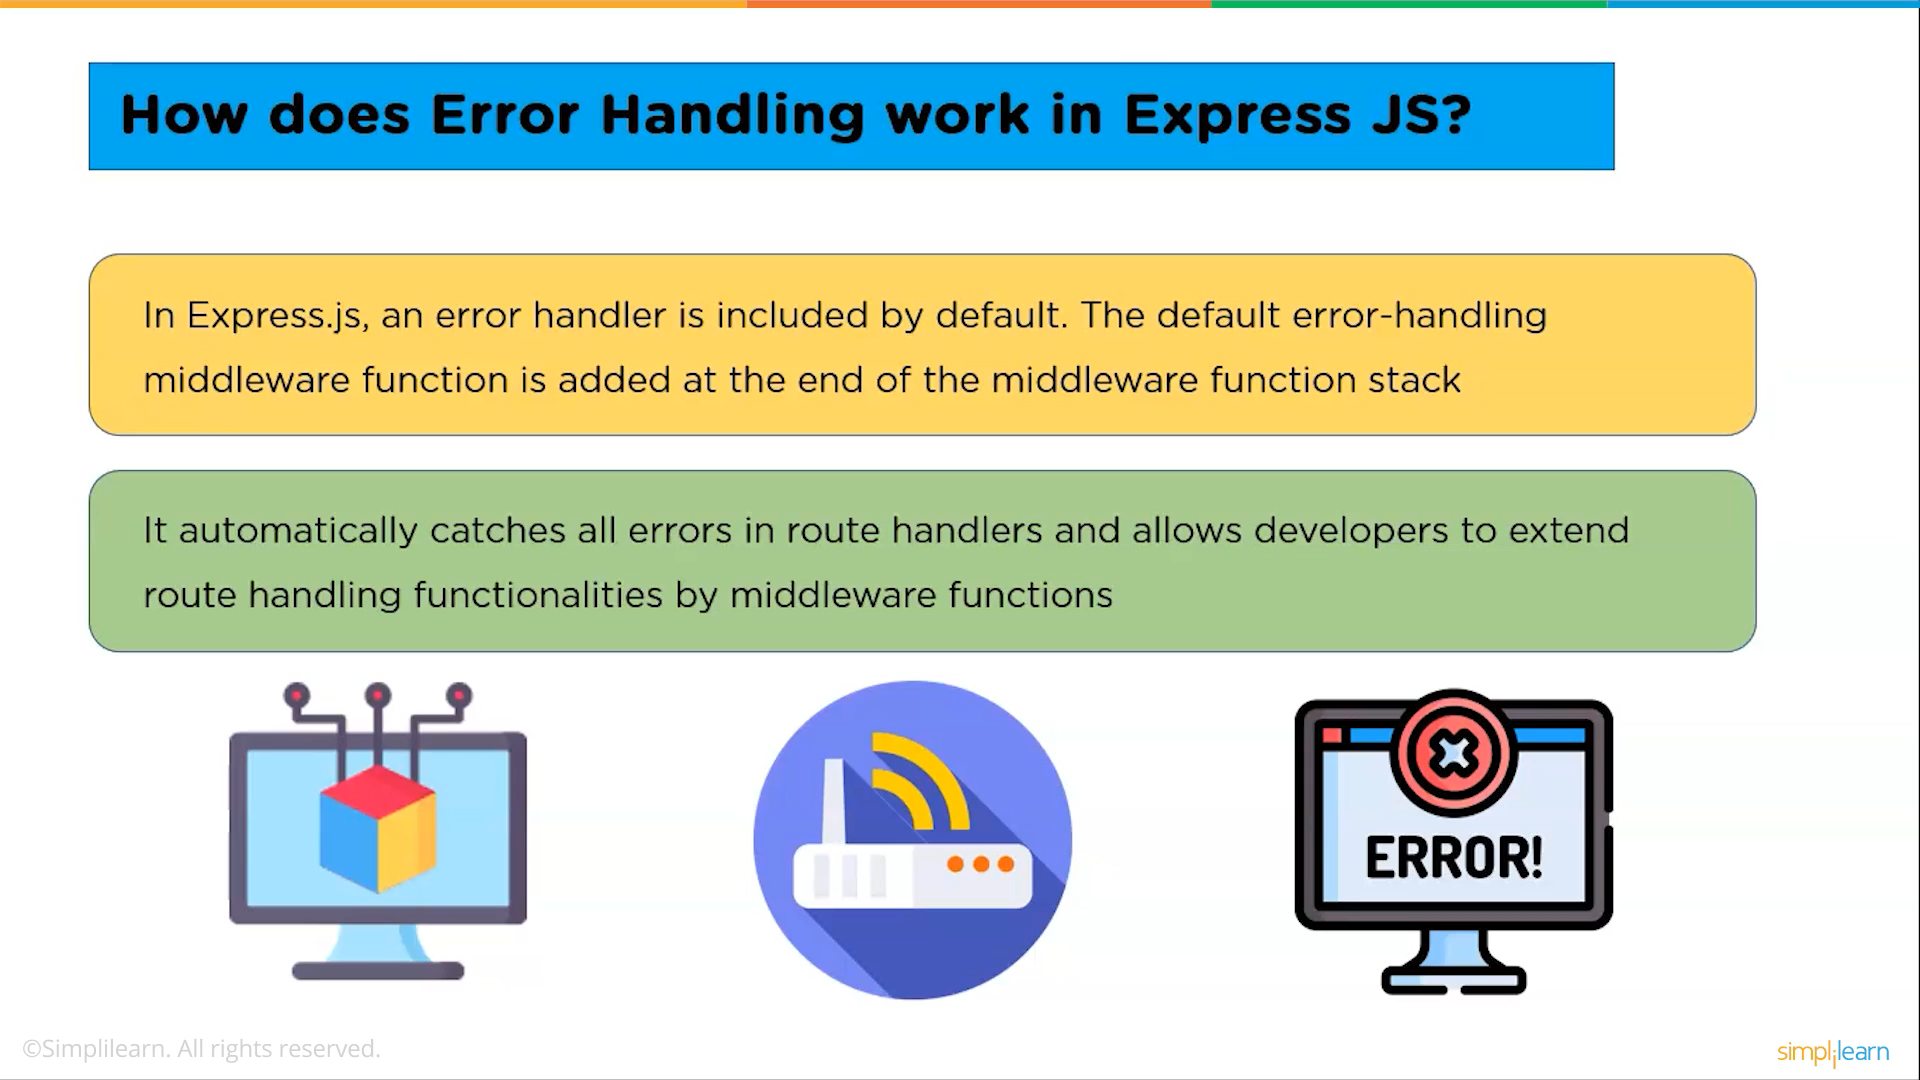 How does Error Handling work in Express JS?
In Express.js, an error handler is included by default. The default error-handling
middleware function is added at the end of the middleware function stack
It automatically catches all errors in route handlers and allows developers to extend
route handling functionalities by middleware functions
ERROR!
©Simplilearn. All rights reserved.
simplilearn